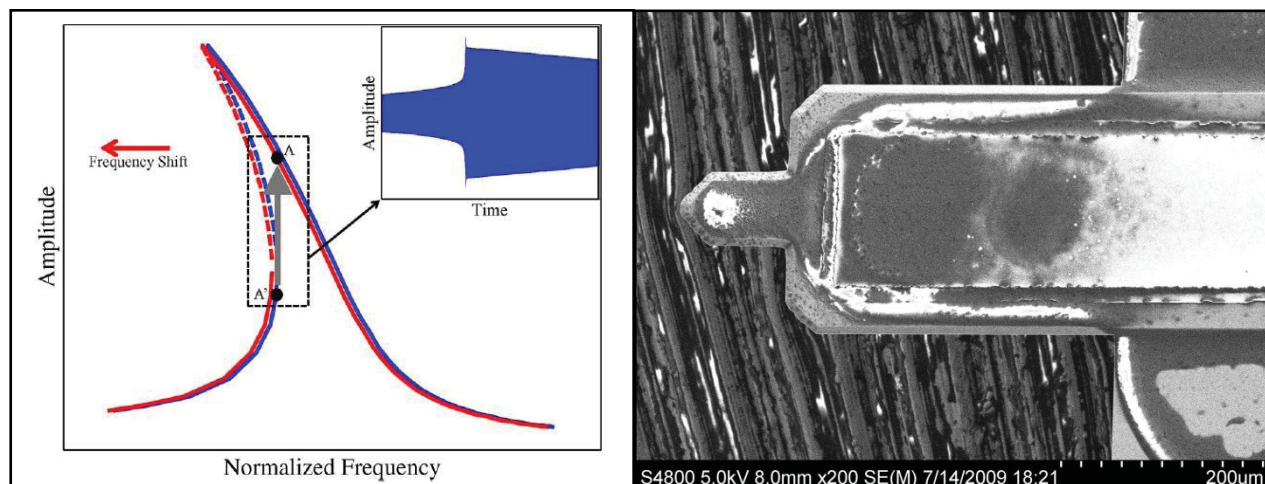 Amplitude
Time
Frequency Shift
A
A'
Amplitude
Normalized Frequency
S4800 5.0kV 8.0mm x200 SE(M) 7/14/2009 18:21
200um